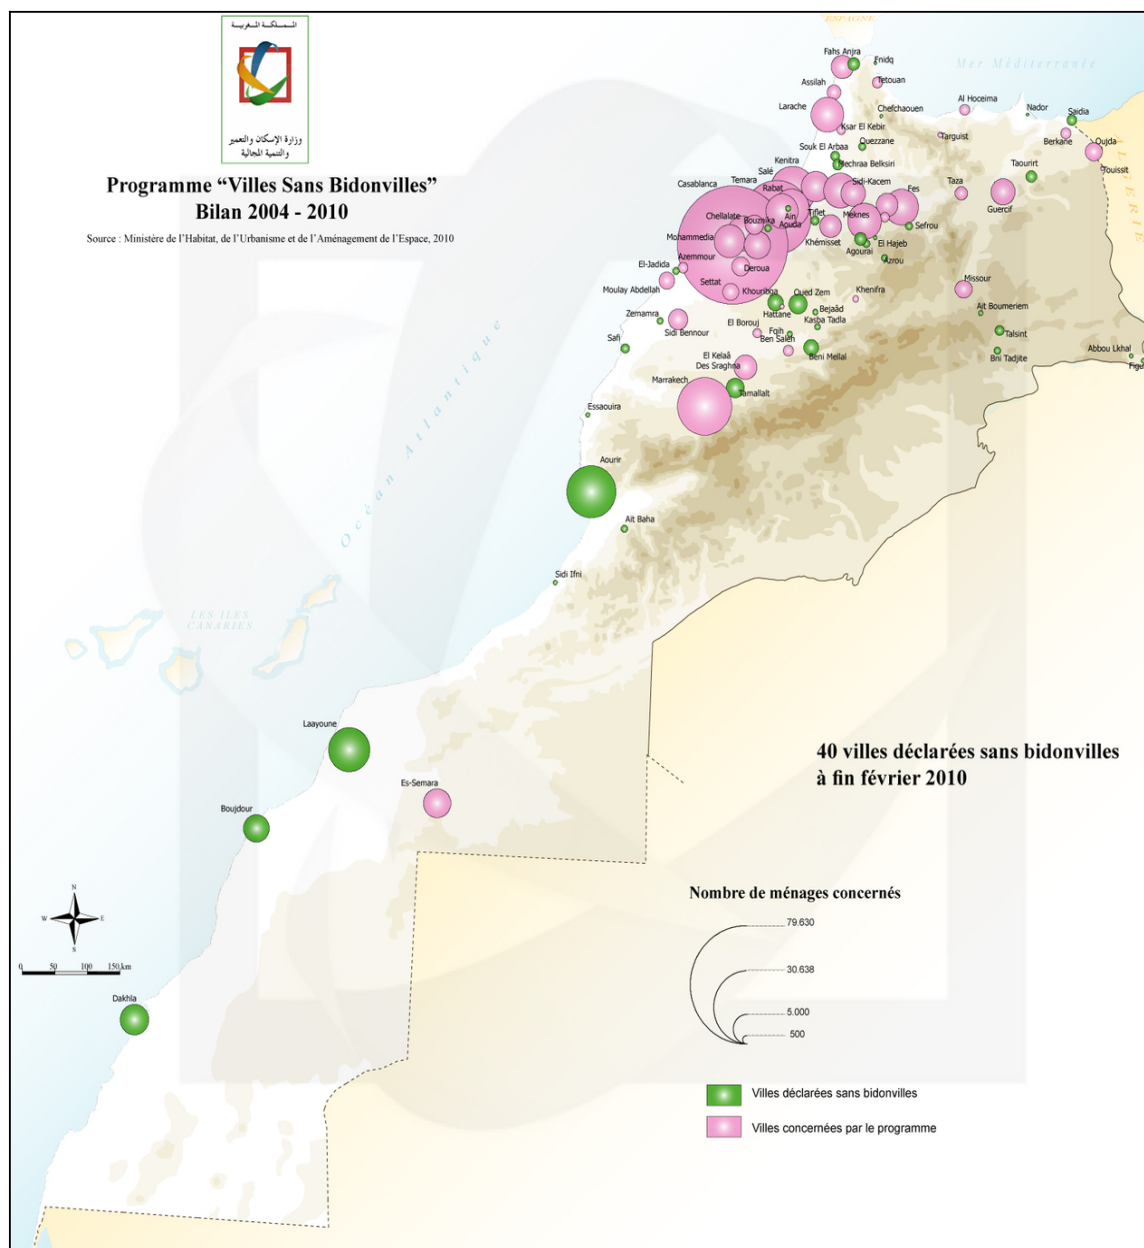 المــملـكـــة المــغـربيـــة
وزارة الإسكان والتعمير
والتنمية المجالية
Programme “Villes Sans Bidonvilles”
Bilan 2004 - 2010
Source : Ministère de l’Habitat, de l’Urbanisme et de l’Aménagement de l’Espace, 2010
ESPAGNE
Mer Méditerranée
ALGERIE
Océan Atlantique
LES ILES
CANARIES
Fahs Anjra
Fnidq
Assilah
Tetouan
Larache
Chefchaouen
Al Hoceima
Nador
Saidia
Ksar El Kebir
Targuist
Berkane
Oujda
Souk El Arbaa
Ouezzane
Mechraa Belksiri
Taourirt
Touissit
Kenitra
Salé
Temara
Rabat
Casablanca
Sidi-Kacem
Fes
Taza
Guercif
Chellalate
Bouznika
Ain
Aouda
Tiflet
Meknes
Sefrou
Mohammedia
Khémisset
El Hajeb
Agourai
Azrou
Azemmour
El-Jadida
Deroua
Moulay Abdellah
Settat
Khouribga
Oued Zem
Khenifra
Missour
Hattane
Bejaâd
Ait Boumeriem
Zemamra
Sidi Bennour
El Borouj
Fqih
Ben Saleh
Kasba Tadla
Talsint
Safi
Beni Mellal
Bni Tadjite
Abbou Lkhal
Figu
El Kelaâ
Des Sraghna
Marrakech
Tamallalt
Essaouira
Aourir
Ait Baha
Sidi Ifni
Laayoune
Es-Semara
Boujdour
Dakhla
40 villes déclarées sans bidonvilles
à fin février 2010
N
W E
S
0 50 100 150 km
Nombre de ménages concernés
79.630
30.638
5.000
500
Villes déclarées sans bidonvilles
Villes concernées par le programme